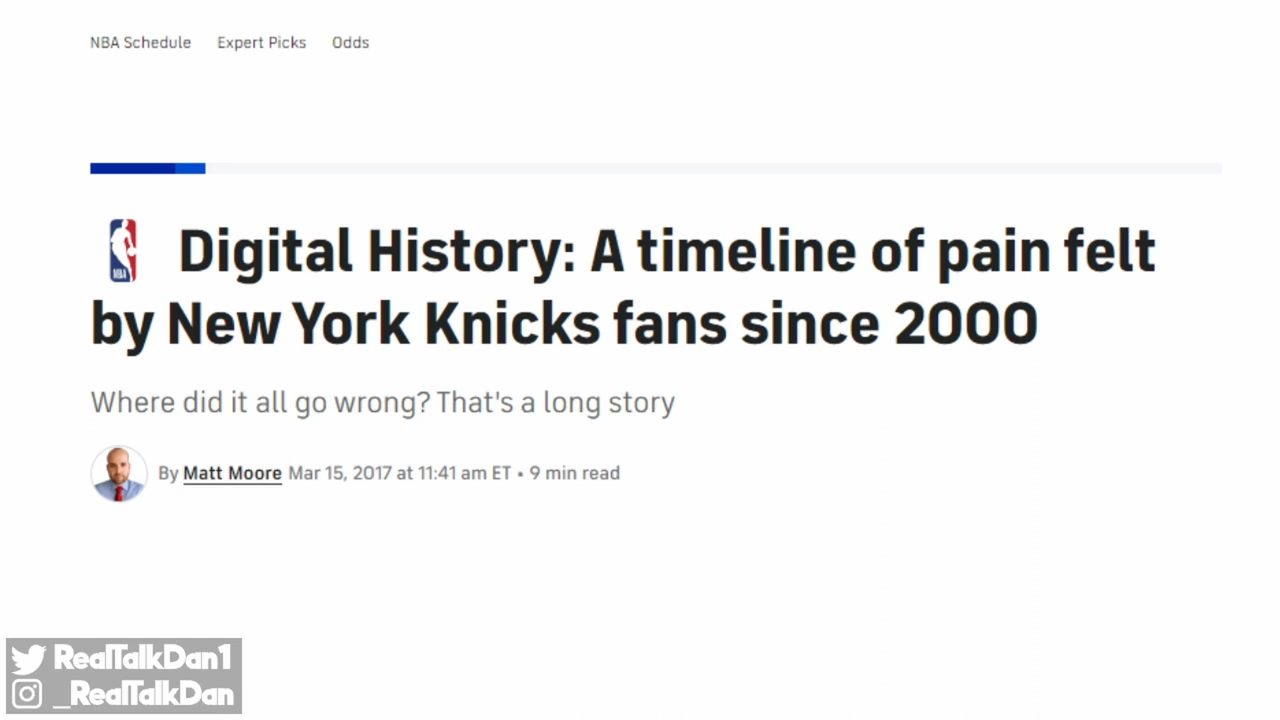 NBA Schedule Expert Picks Odds
NBA
Digital History: A timeline of pain felt
by New York Knicks fans since 2000
Where did it all go wrong? That's a long story
By Matt Moore Mar 15, 2017 at 11:41 am ET • 9 min read
RealTalkDan1
_RealTalkDan